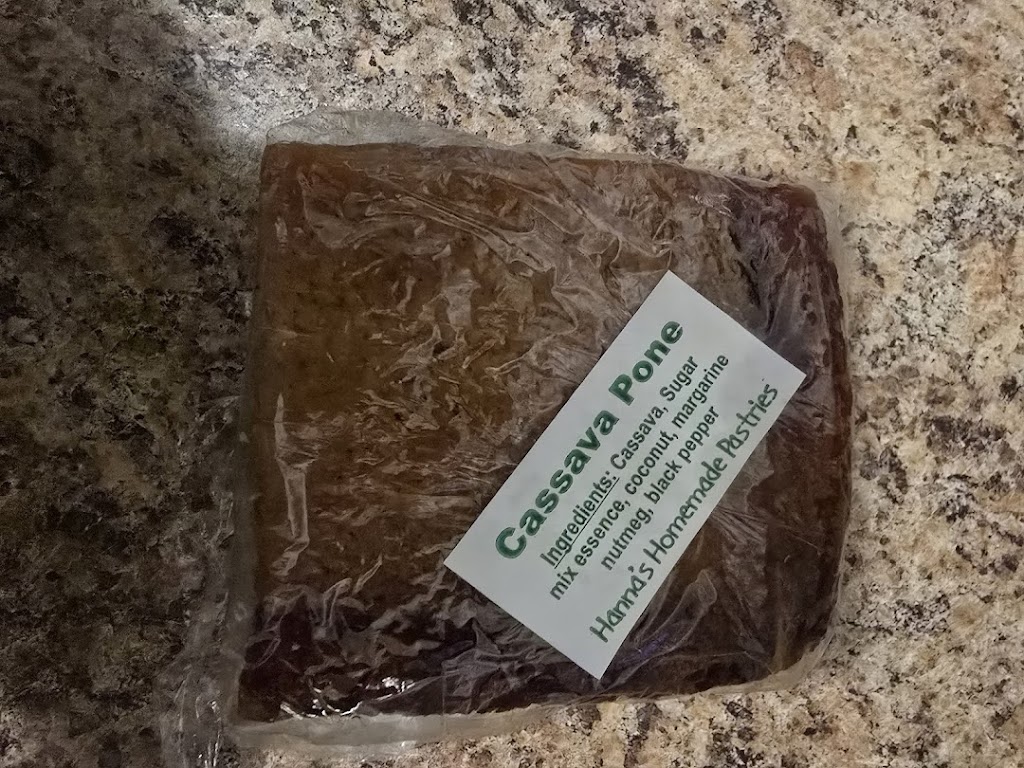 Cassava Pone
Ingredients: Cassava, Sugar
mix essence, coconut, margarine
nutmeg, black pepper
Hanna's Homemade Pastries